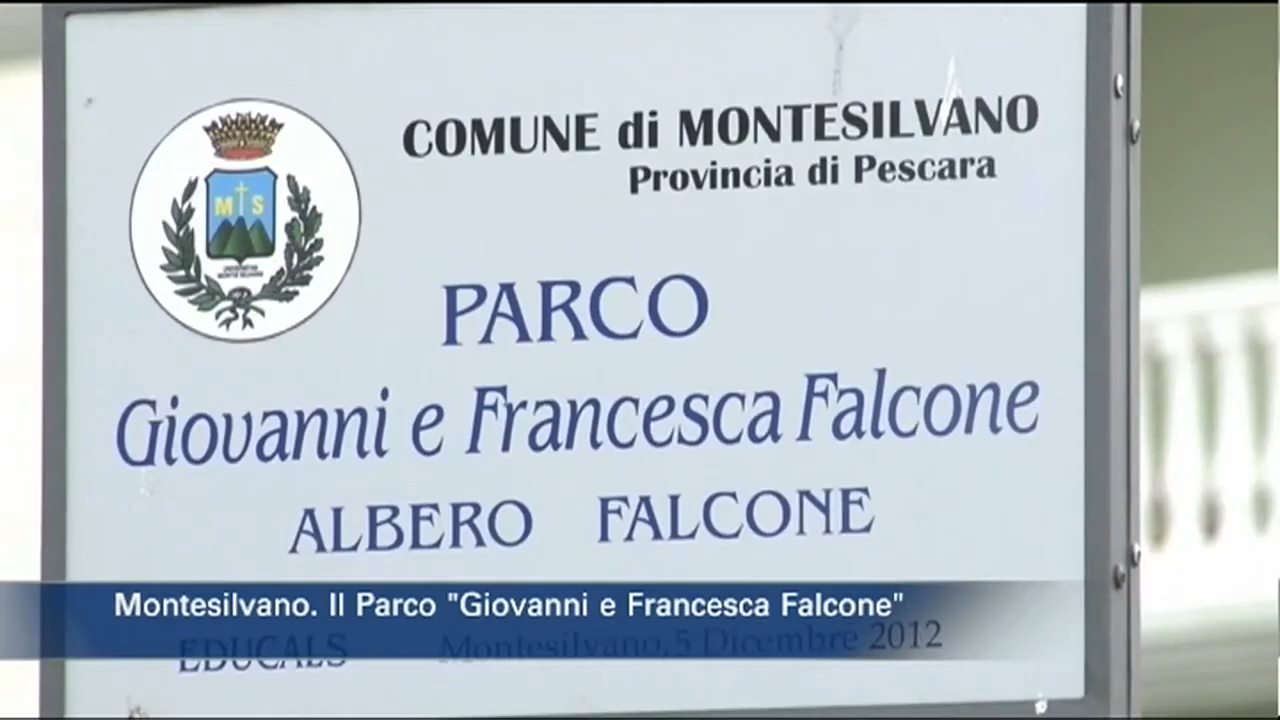 COMUNE di MONTESILVANO
Provincia di Pescara
M S
PARCO
Giovanni e Francesca Falcone
ALBERO FALCONE
Montesilvano. Il Parco "Giovanni e Francesca Falcone"
EDUCALS Montesilvano, 5 Dicembre 2012